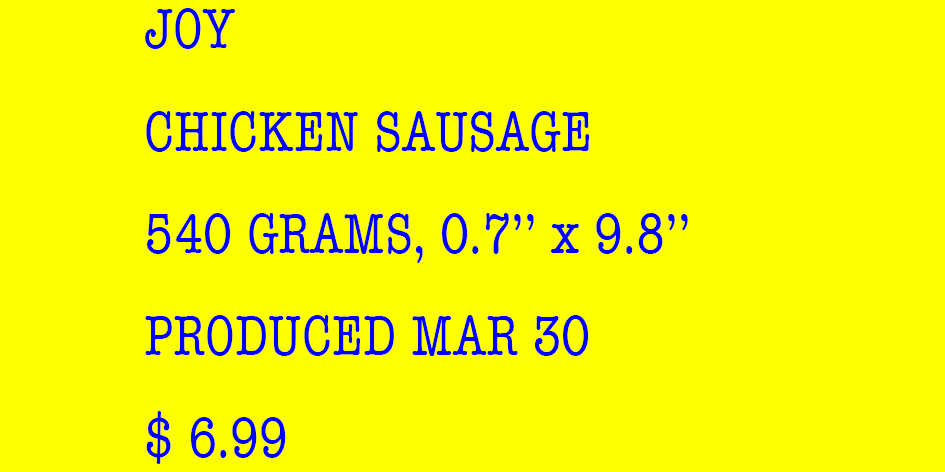 JOY
CHICKEN SAUSAGE
540 GRAMS, 0.7’’ x 9.8’’
PRODUCED MAR 30
$ 6.99